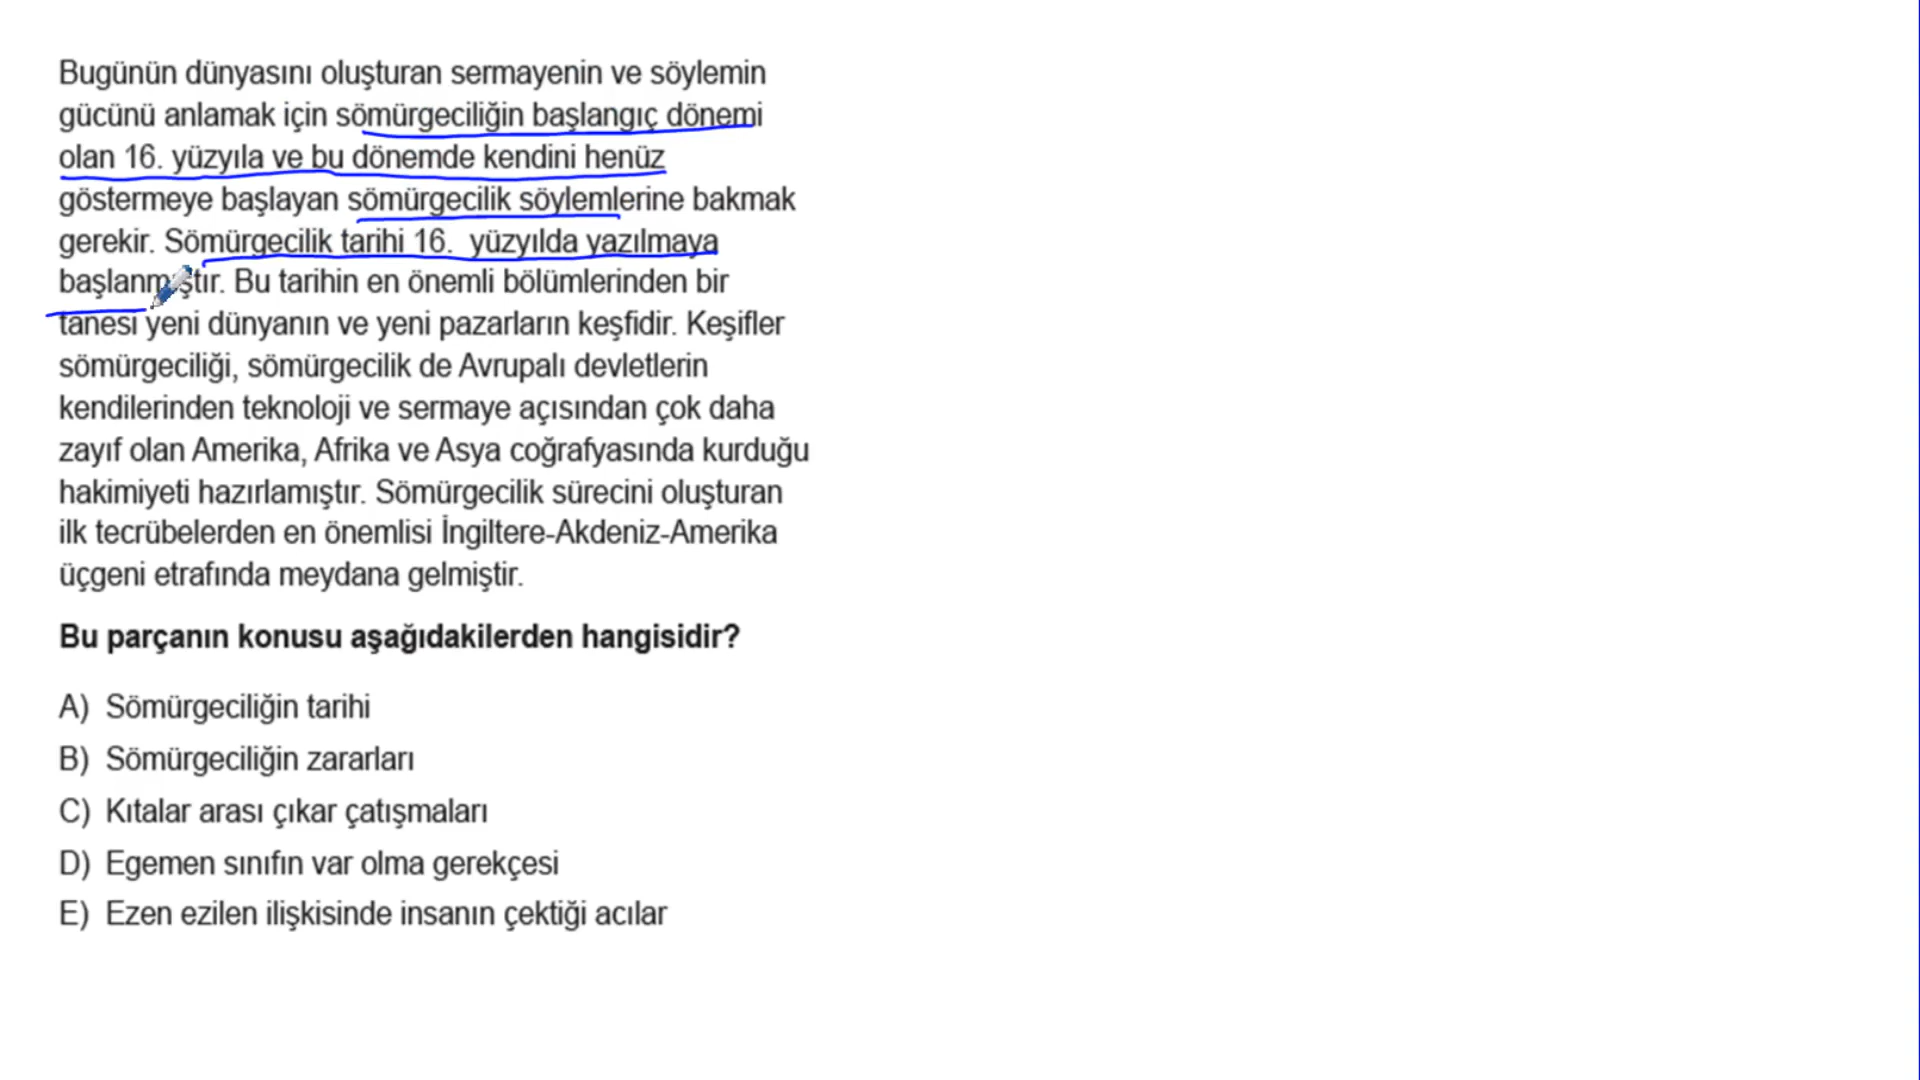 Bugünün dünyasını oluşturan sermayenin ve söylemin
gücünü anlamak için sömürgeciliğin başlangıç dönemi
olan 16. yüzyıla ve bu dönemde kendini henüz
göstermeye başlayan sömürgecilik söylemlerine bakmak
gerekir. Sömürgecilik tarihi 16. yüzyılda yazılmaya
başlanmıştır. Bu tarihin en önemli bölümlerinden bir
tanesi yeni dünyanın ve yeni pazarların keşfidir. Keşifler
sömürgeciliği, sömürgecilik de Avrupalı devletlerin
kendilerinden teknoloji ve sermaye açısından çok daha
zayıf olan Amerika, Afrika ve Asya coğrafyasında kurduğu
hakimiyeti hazırlamıştır. Sömürgecilik sürecini oluşturan
ilk tecrübelerden en önemlisi İngiltere-Akdeniz-Amerika
üçgeni etrafında meydana gelmiştir.
Bu parçanın konusu aşağıdakilerden hangisidir?
A) Sömürgeciliğin tarihi
B) Sömürgeciliğin zararları
C) Kıtalar arası çıkar çatışmaları
D) Egemen sınıfın var olma gerekçesi
E) Ezen ezilen ilişkisinde insanın çektiği acılar